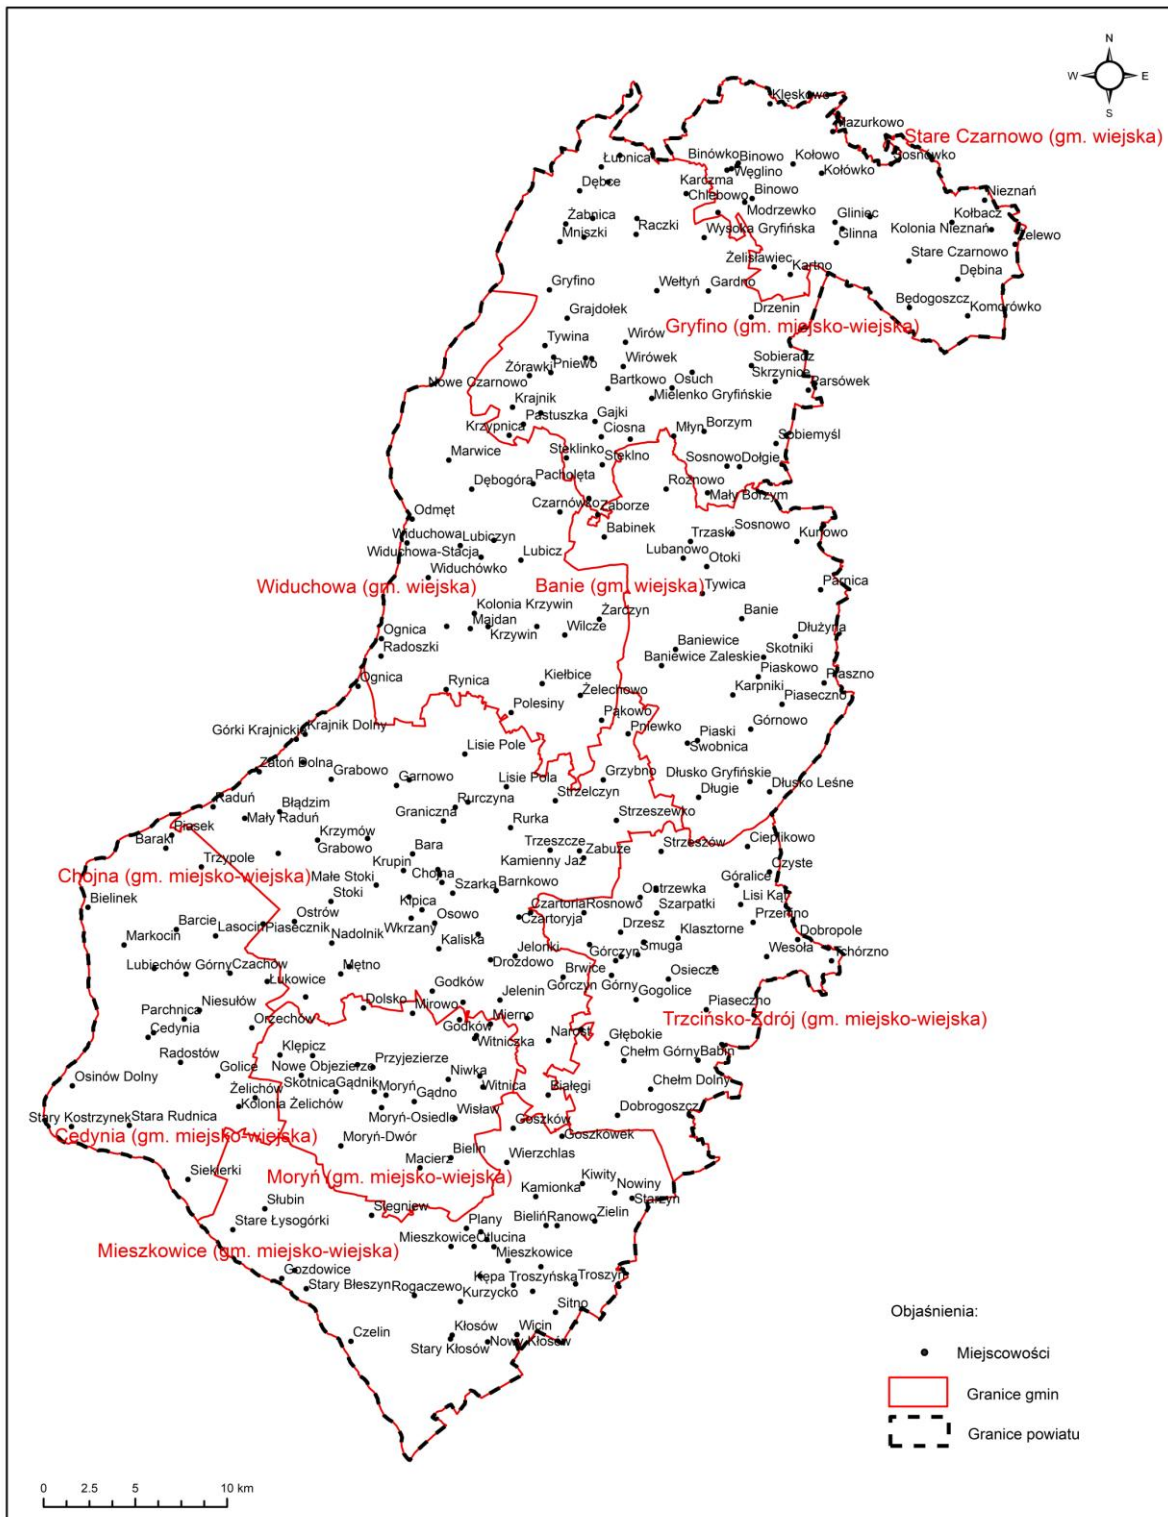 N
W E
S
Klęskowo
Mazurkowo
Stare Czarnowo (gm. wiejska)
Sosnówko
Łubnica
Binówko Binowo
Kołowo
Węglino
Kołówko
Dębce
Karczma
Chlebowo
Binowo
Nieznań
Modrzewko
Żabnica
Gliniec
Kołbacz
Mniszki
Raczki
Wysoka Gryfińska
Glinna
Kolonia Nieznań
Żelewo
Stare Czarnowo
Żelisławiec
Kartno
Dębina
Gryfino
Wełtyń
Gardno
Będogoszcz
Komorówko
Grajdołek
Drzenin
Gryfino (gm. miejsko-wiejska)
Tywina
Wirów
Żórawki
Pniewo
Wirówek
Sobieradz
Nowe Czarnowo
Bartkowo
Osuch
Skrzynice
Parsówek
Krajnik
Mielenko Gryfińskie
Krzypnica
Pastuszka
Gajki
Ciosna
Młyn
Borzym
Sobiemyśl
Marwice
Steklinko
Steklno
Sosnowo
Dołgie
Dębogóra
Pacholęta
Rożnowo
Czarnówko
Zaborze
Mały Borzym
Odmęt
Babinek
Trzaski
Sosnowo
Kunowo
Widuchowa
Lubiczyn
Widuchowa-Stacja
Lubicz
Lubanowo
Otoki
Widuchówko
Widuchowa (gm. wiejska)
Banie (gm. wiejska)
Tywica
Parnica
Kolonia Krzywin
Żarczyn
Banie
Ognica
Majdan
Krzywin
Wilcze
Dłużyna
Radoszki
Baniewice
Skotniki
Baniewice Zaleskie
Piaskowo
Piaszno
Ognica
Rynica
Kiełbice
Żelechowo
Karpniki
Piaseczno
Polesiny
Pąkowo
Górnowo
Górki Krajnickie
Krajnik Dolny
Pniewko
Piaski
Swobnica
Lisie Pole
Zatoń Dolna
Grabowo
Garnowo
Lisie Pola
Grzybno
Dłusko Gryfińskie
Długie
Dłusko Leśne
Raduń
Błądzim
Rurczyna
Strzelczyn
Mały Raduń
Graniczna
Rurka
Strzeszewko
Piasek
Baraki
Krzymów
Grabowo
Bara
Trzeszcze
Zabuże
Kamienny Jaz
Strzeszów
Cieplikowo
Trzypole
Krupin
Chojna (gm. miejsko-wiejska)
Małe Stoki
Chojna
Czyste
Góralice
Bielinek
Stoki
Szarka
Barnkowo
Ostrzewka
Lisi Kąt
Kipica
Czartoria
Rosnowo
Szarpatki
Barcie
Ostrów
Osowo
Czartoryja
Przerzno
Lasocin
Piasecznik
Wkrzany
Drzesz
Markocin
Nadolnik
Kaliska
Klasztorne
Dobropole
Jelonki
Górczyn
Smuga
Wesoła
Tchórzno
Lubiechów Górny
Czachów
Mętno
Drozdowo
Brwice
Osiecze
Łukowice
Godków
Jelenin
Górczyn Górny
Gogolice
Niesułów
Dolsko
Parchnica
Mirowo
Mierno
Piaseczno
Orzechów
Godków
Trzcińsko-Zdrój (gm. miejsko-wiejska)
Cedynia
Witniczka
Narost
Głębokie
Klępicz
Radostów
Nowe Objezierze
Przyjezierze
Chełm Górny
Babin
Golice
Niwka
Osinów Dolny
Skotnica
Gądnik
Moryń
Witnica
Białęgi
Chełm Dolny
Żelichów
Gądno
Kolonia Żelichów
Wisław
Dobrogoszcz
Stary Kostrzynek
Stara Rudnica
Moryń-Osiedle
Goszków
Goszkówek
Cedynia (gm. miejsko-wiejska)
Moryń-Dwór
Bielin
Wierzchlas
Macierz
Siekierki
Moryń (gm. miejsko-wiejska)
Kiwity
Kamionka
Nowiny
Słubin
Starzyn
Stare Łysogórki
Sięgniew
Bieliń
Ranowo
Zielin
Plany
Mieszkowice (gm. miejsko-wiejska)
Mieszkowice
Otlucina
Mieszkowice
Gozdowice
Kępa Troszyńska
Troszyn
Stary Błeszyn
Rogaczewo
Kurzycko
Sitno
Czelin
Kłosów
Wicin
Stary Kłosów
Nowy Kłosów
Objaśnienia:
Miejscowości
Granice gmin
Granice powiatu
0 2.5 5 10 km